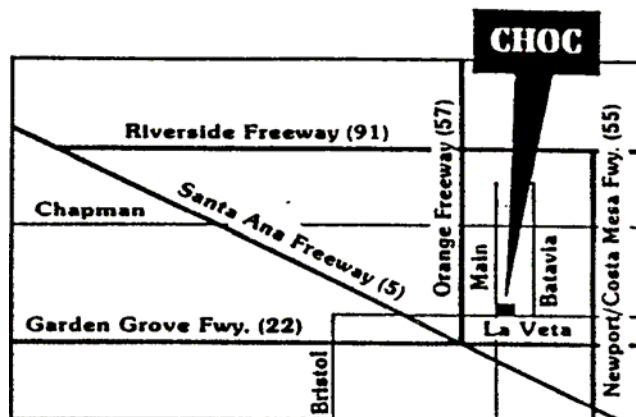 CHOC
Riverside Freeway (91)
Orange Freeway (57)
Newport/Costa Mesa Fwy. (55)
Santa Ana Freeway (5)
Chapman
Main
Batavia
Garden Grove Fwy. (22)
La Veta
Bristol